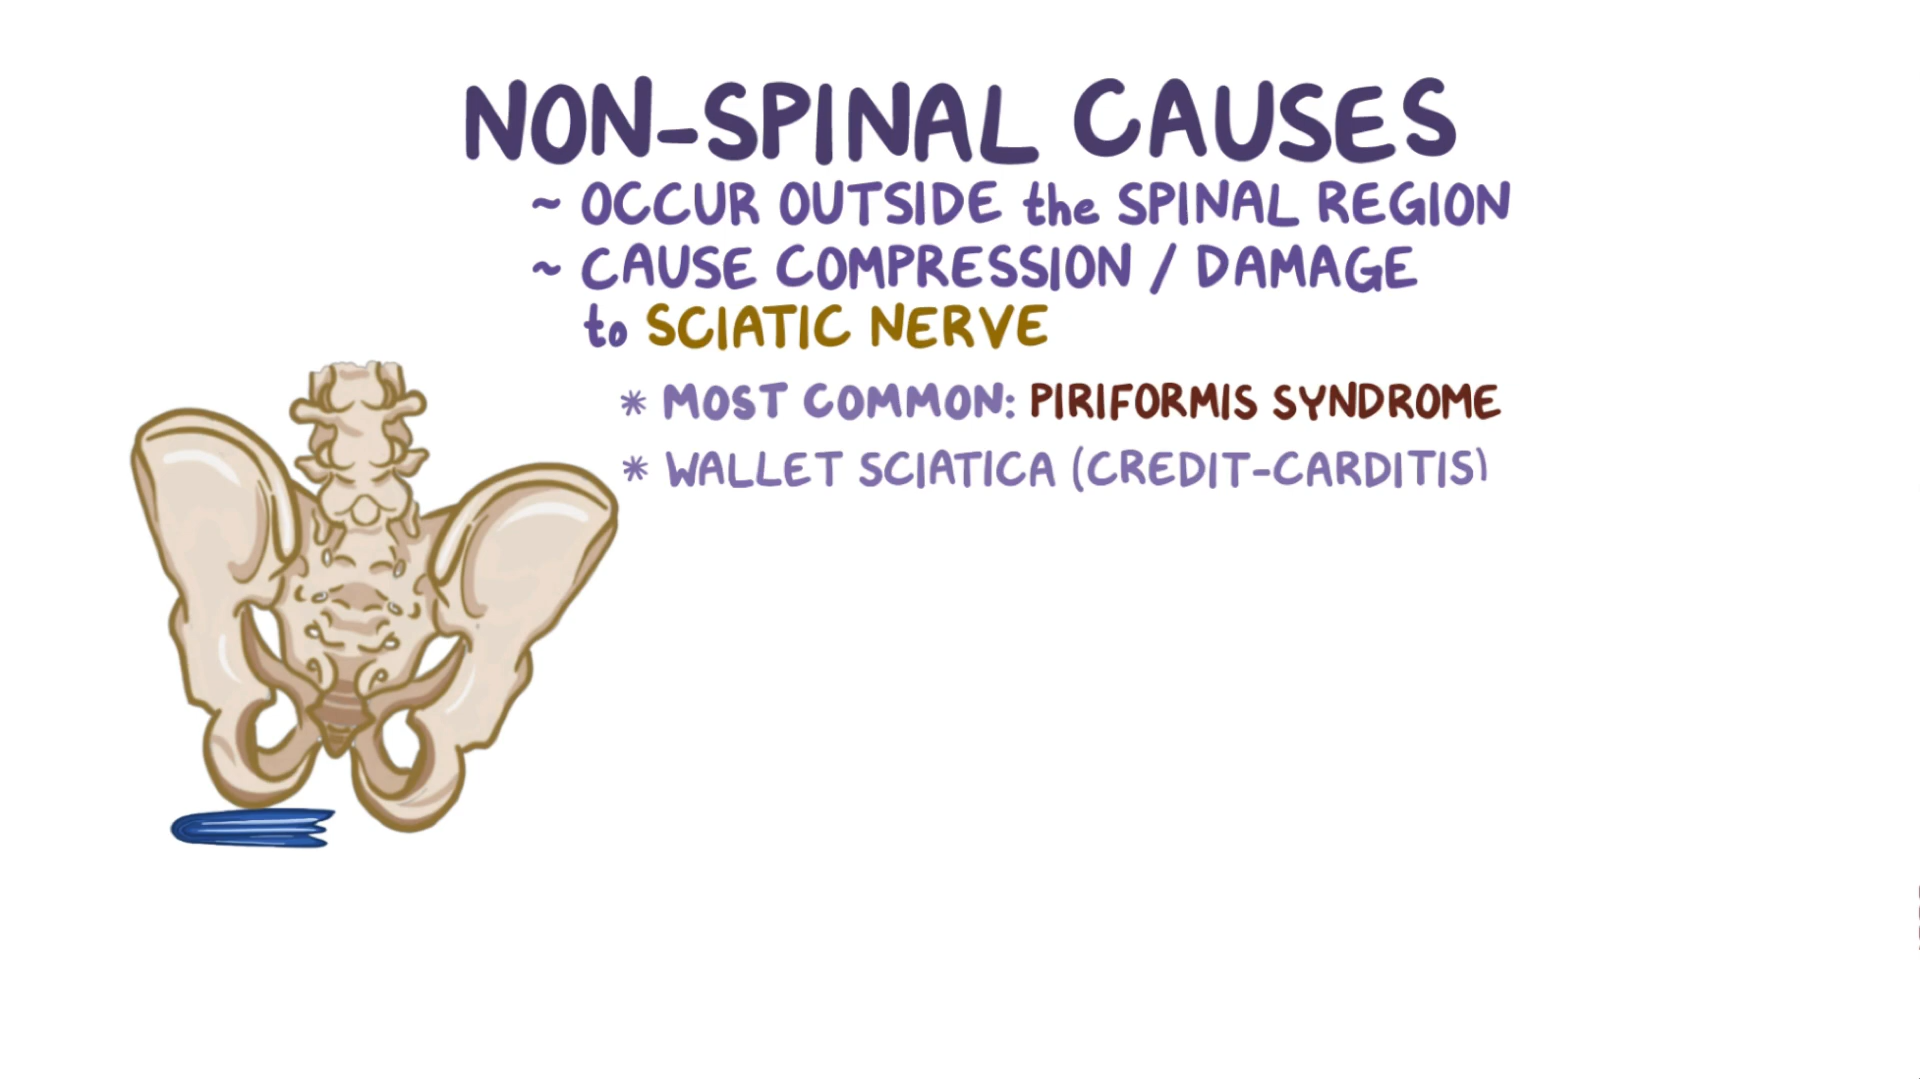 NON-SPINAL CAUSES
~ OCCUR OUTSIDE the SPINAL REGION
~ CAUSE COMPRESSION / DAMAGE
to SCIATIC NERVE
* MOST COMMON: PIRIFORMIS SYNDROME
* WALLET SCIATICA (CREDIT-CARDITIS)